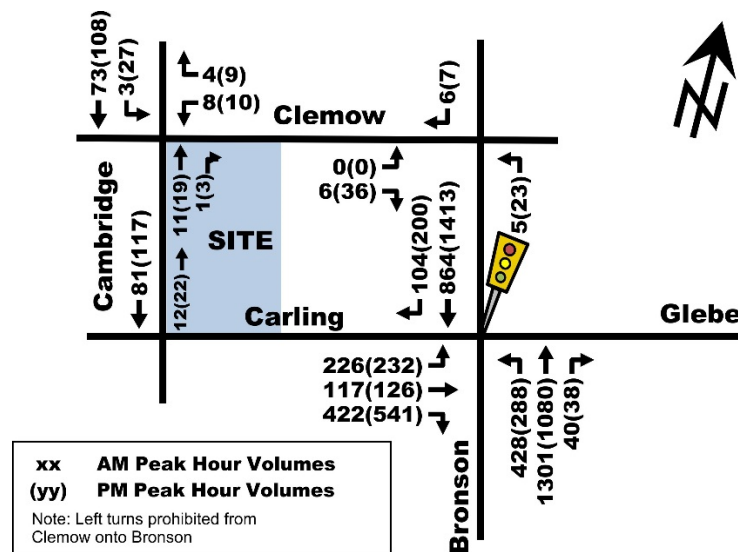 73(108)
3(27)
4(9)
8(10)
Clemow
6(7)
N
0(0)
6(36)
5(23)
Cambridge
11(19)
1(3)
SITE
81(117)
12(22)
104(200)
864(1413)
Carling
Glebe
226(232)
117(126)
422(541)
428(288)
1301(1080)
40(38)
Bronson
xx AM Peak Hour Volumes
(yy) PM Peak Hour Volumes
Note: Left turns prohibited from
Clemow onto Bronson